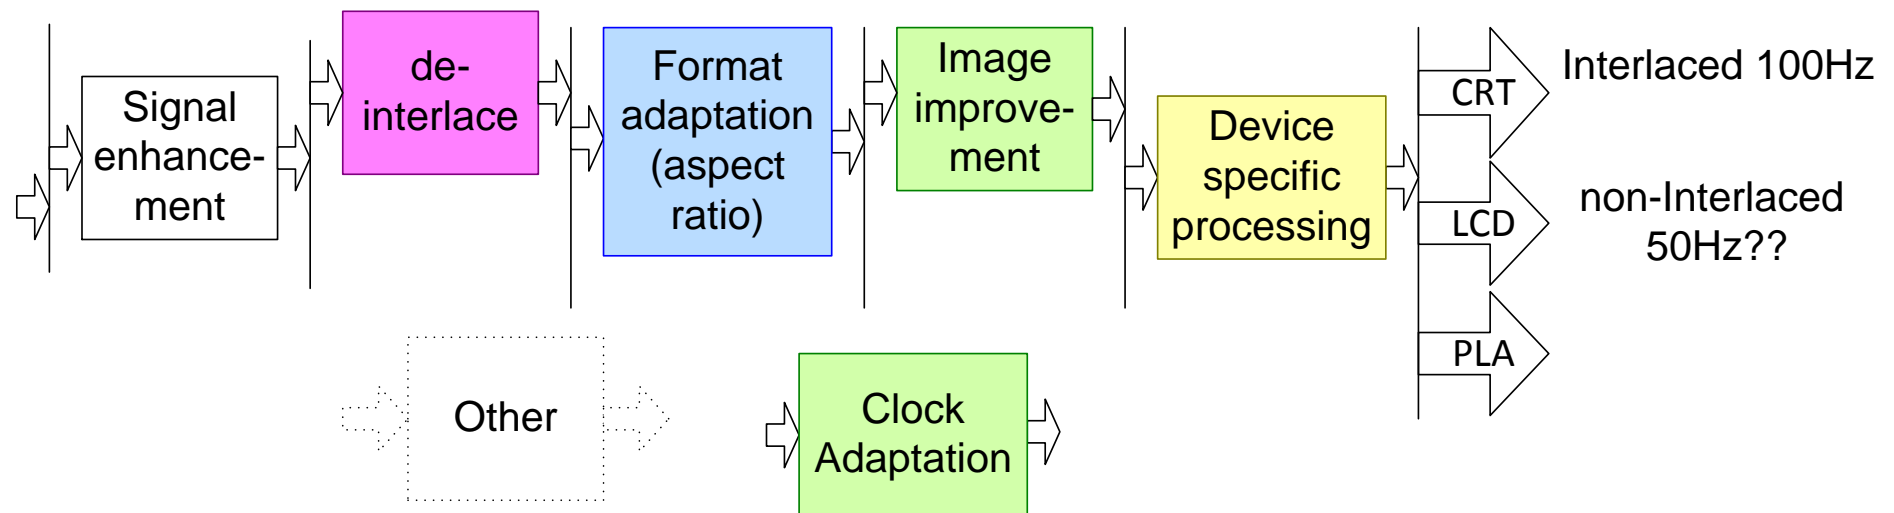 Signal
enhance-
ment
de-
interlace
Format
adaptation
(aspect
ratio)
Image
improve-
ment
Device
specific
processing
CRT
Interlaced 100Hz
LCD
non-Interlaced
50Hz??
PLA
Other
Clock
Adaptation